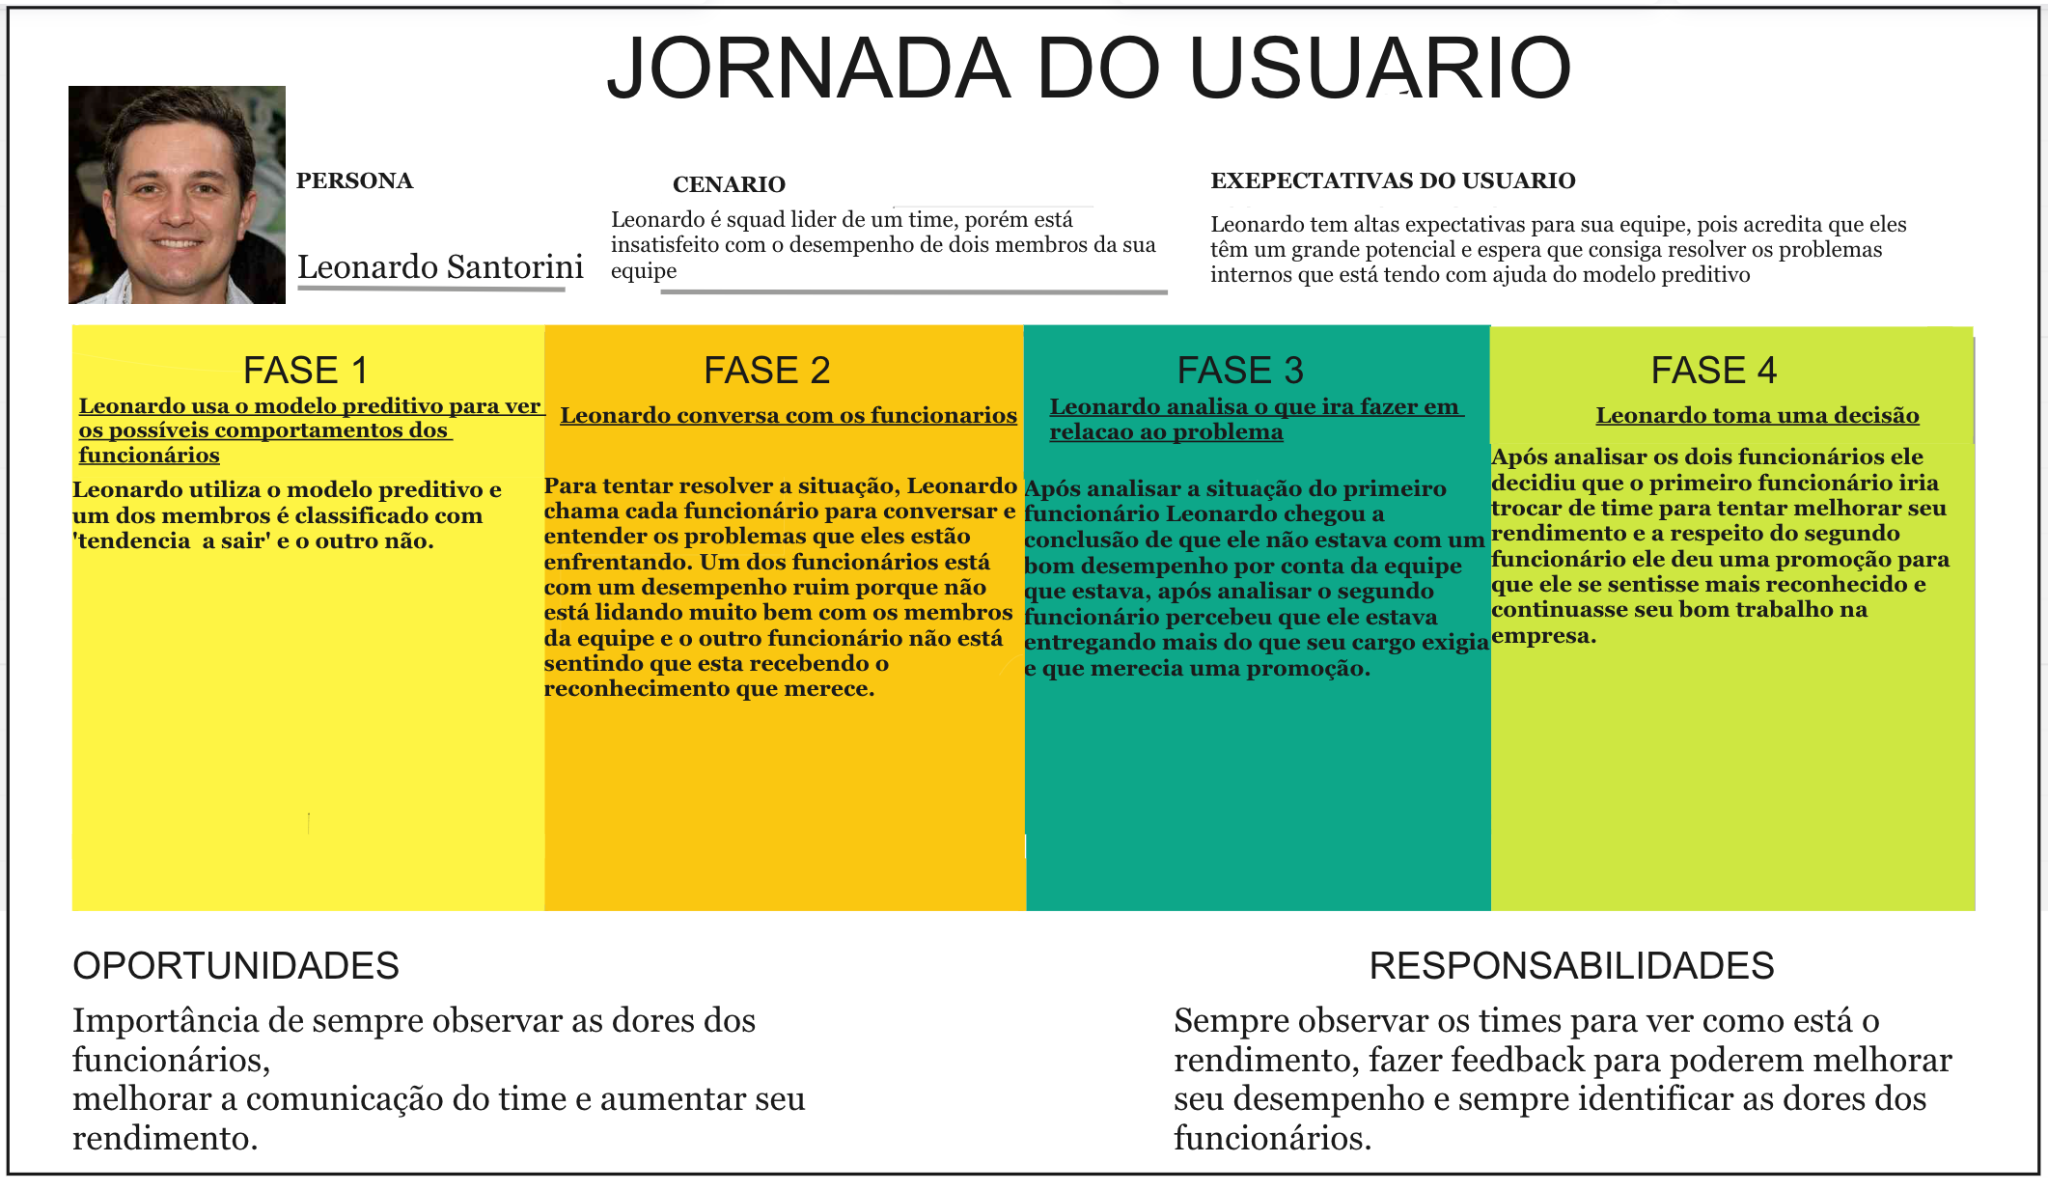 JORNADA DO USUARIO
PERSONA
Leonardo Santorini
CENARIO
Leonardo é squad lider de um time, porém está
insatisfeito com o desempenho de dois membros da sua
equipe
EXEPECTATIVAS DO USUARIO
Leonardo tem altas expectativas para sua equipe, pois acredita que eles
têm um grande potencial e espera que consiga resolver os problemas
internos que está tendo com ajuda do modelo preditivo
FASE 1
Leonardo usa o modelo preditivo para ver
os possíveis comportamentos dos
funcionários
Leonardo utiliza o modelo preditivo e
um dos membros é classificado com
'tendencia  a sair' e o outro não.
FASE 2
Leonardo conversa com os funcionarios
Para tentar resolver a situação, Leonardo
chama cada funcionário para conversar e
entender os problemas que eles estão
enfrentando. Um dos funcionários está
com um desempenho ruim porque não
está lidando muito bem com os membros
da equipe e o outro funcionário não está
sentindo que esta recebendo o
reconhecimento que merece.
FASE 3
Leonardo analisa o que ira fazer em
relacao ao problema
Após analisar a situação do primeiro
funcionário Leonardo chegou a
conclusão de que ele não estava com um
bom desempenho por conta da equipe
que estava, após analisar o segundo
funcionário percebeu que ele estava
entregando mais do que seu cargo exigia
e que merecia uma promoção.
FASE 4
Leonardo toma uma decisão
Após analisar os dois funcionários ele
decidiu que o primeiro funcionário iria
trocar de time para tentar melhorar seu
rendimento e a respeito do segundo
funcionário ele deu uma promoção para
que ele se sentisse mais reconhecido e
continuasse seu bom trabalho na
empresa.
OPORTUNIDADES
Importância de sempre observar as dores dos
funcionários,
melhorar a comunicação do time e aumentar seu
rendimento.
RESPONSABILIDADES
Sempre observar os times para ver como está o
rendimento, fazer feedback para poderem melhorar
seu desempenho e sempre identificar as dores dos
funcionários.